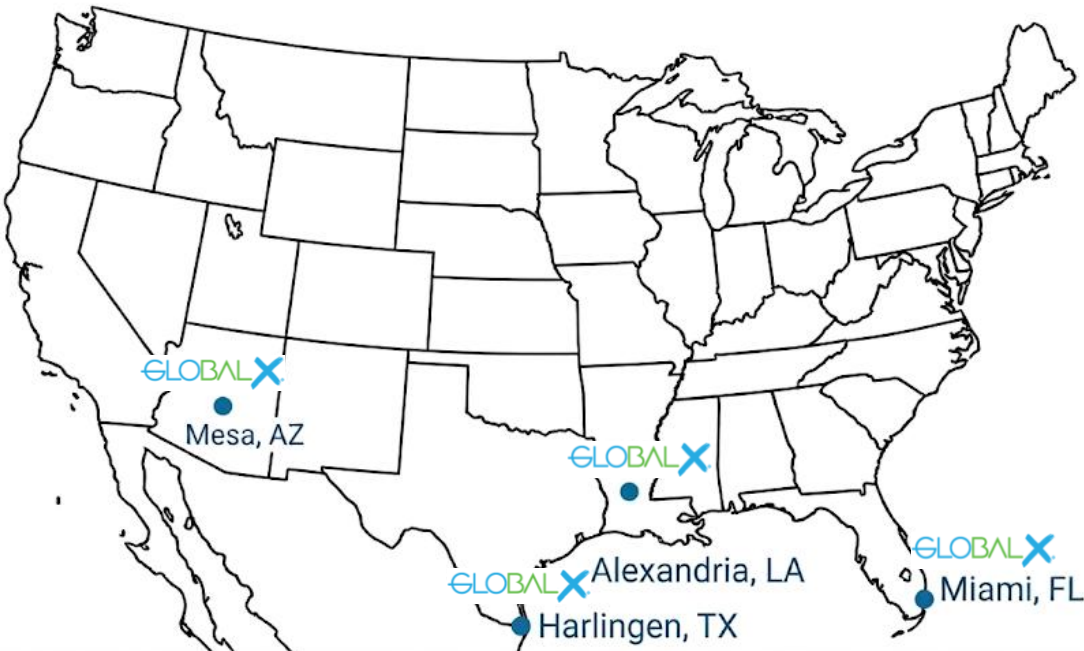 GLOBALX
Mesa, AZ
GLOBALX
GLOBALX
Miami, FL
Alexandria, LA
GLOBALX
Harlingen, TX